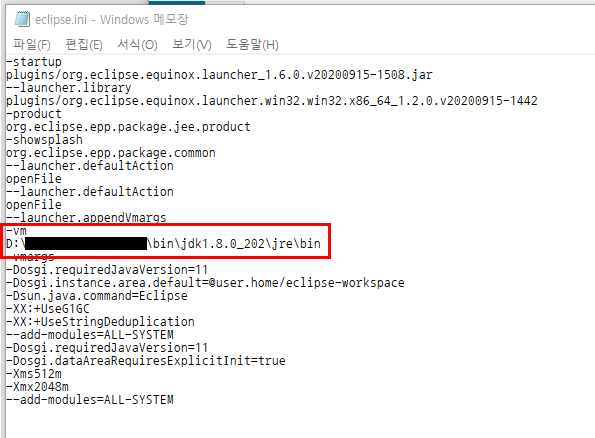 eclipse.ini - Windows 메모장
파일(F) 편집(E) 서식(O) 보기(V) 도움말(H)
-startup
plugins/org.eclipse.equinox.launcher_1.6.0.v20200915-1508.jar
--launcher.library
plugins/org.eclipse.equinox.launcher.win32.win32.x86_64_1.2.0.v20200915-1442
-product
org.eclipse.epp.package.jee.product
-showsplash
org.eclipse.epp.package.common
--launcher.defaultAction
openFile
--launcher.defaultAction
openFile
--launcher.appendVmargs
-vm
D:\ \bin\jdk1.8.0_202\jre\bin
-vmargs
-Dosgi.requiredJavaVersion=11
-Dosgi.instance.area.default=@user.home/eclipse-workspace
-Dsun.java.command=Eclipse
-XX:+UseG1GC
-XX:+UseStringDeduplication
--add-modules=ALL-SYSTEM
-Dosgi.requiredJavaVersion=11
-Dosgi.dataAreaRequiresExplicitInit=true
-Xms512m
-Xmx2048m
--add-modules=ALL-SYSTEM